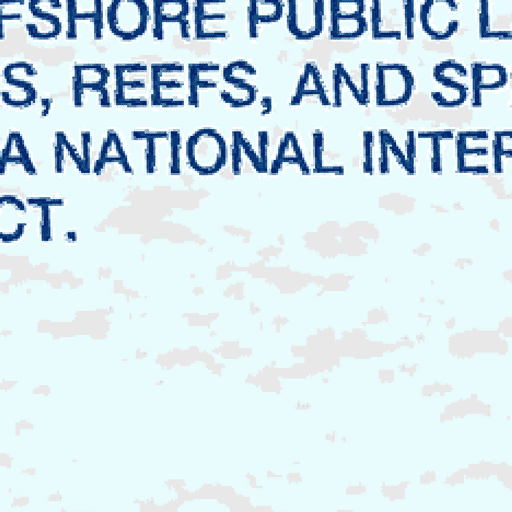 FSHORE PUBLIC L
S, REEFS, AND SP
A NATIONAL INTER
CT.